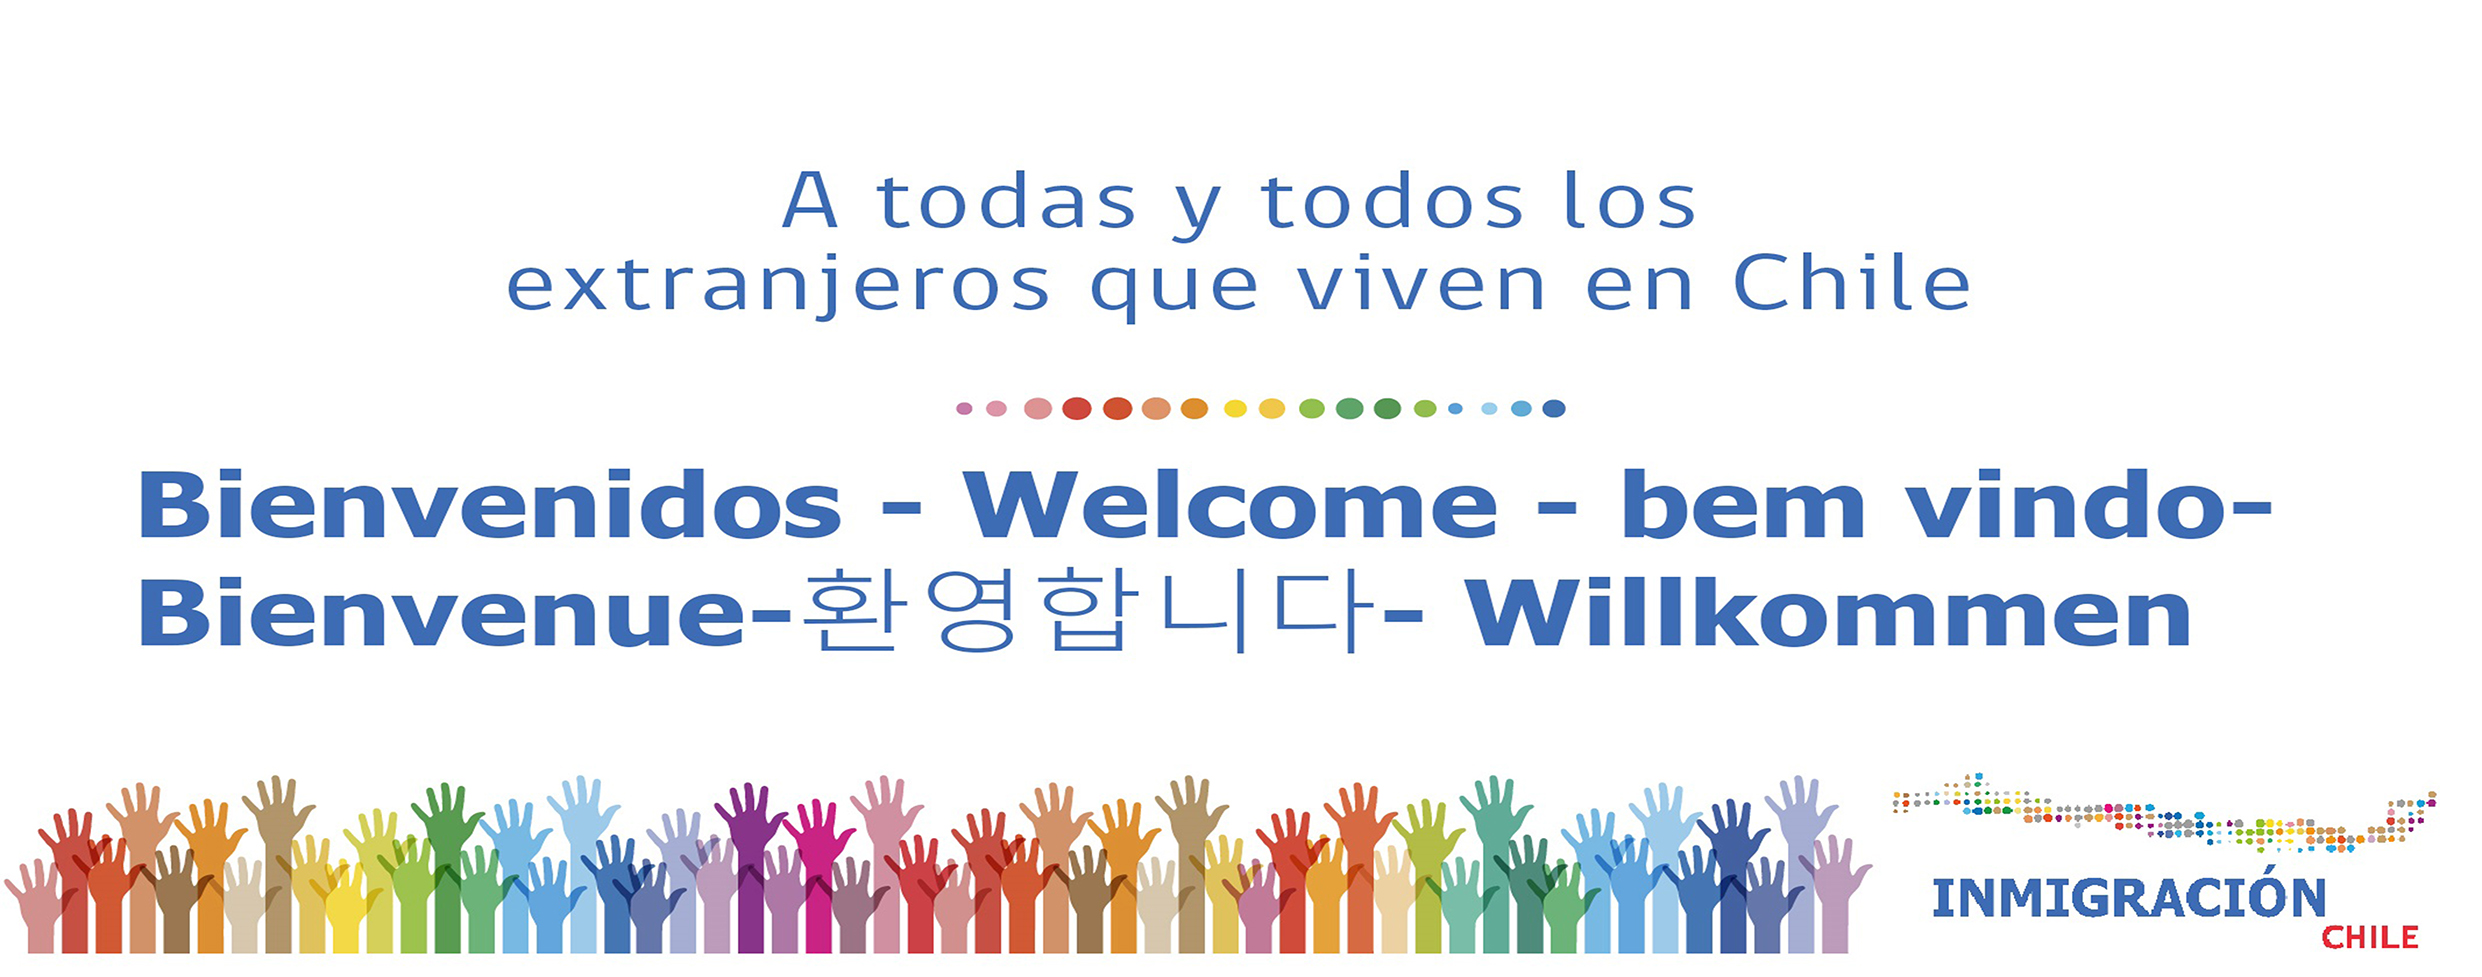 A todas y todos los
extranjeros que viven en Chile
Bienvenidos - Welcome - bem vindo-
Bienvenue-환영합니다- Willkommen
INMIGRACIÓN
CHILE